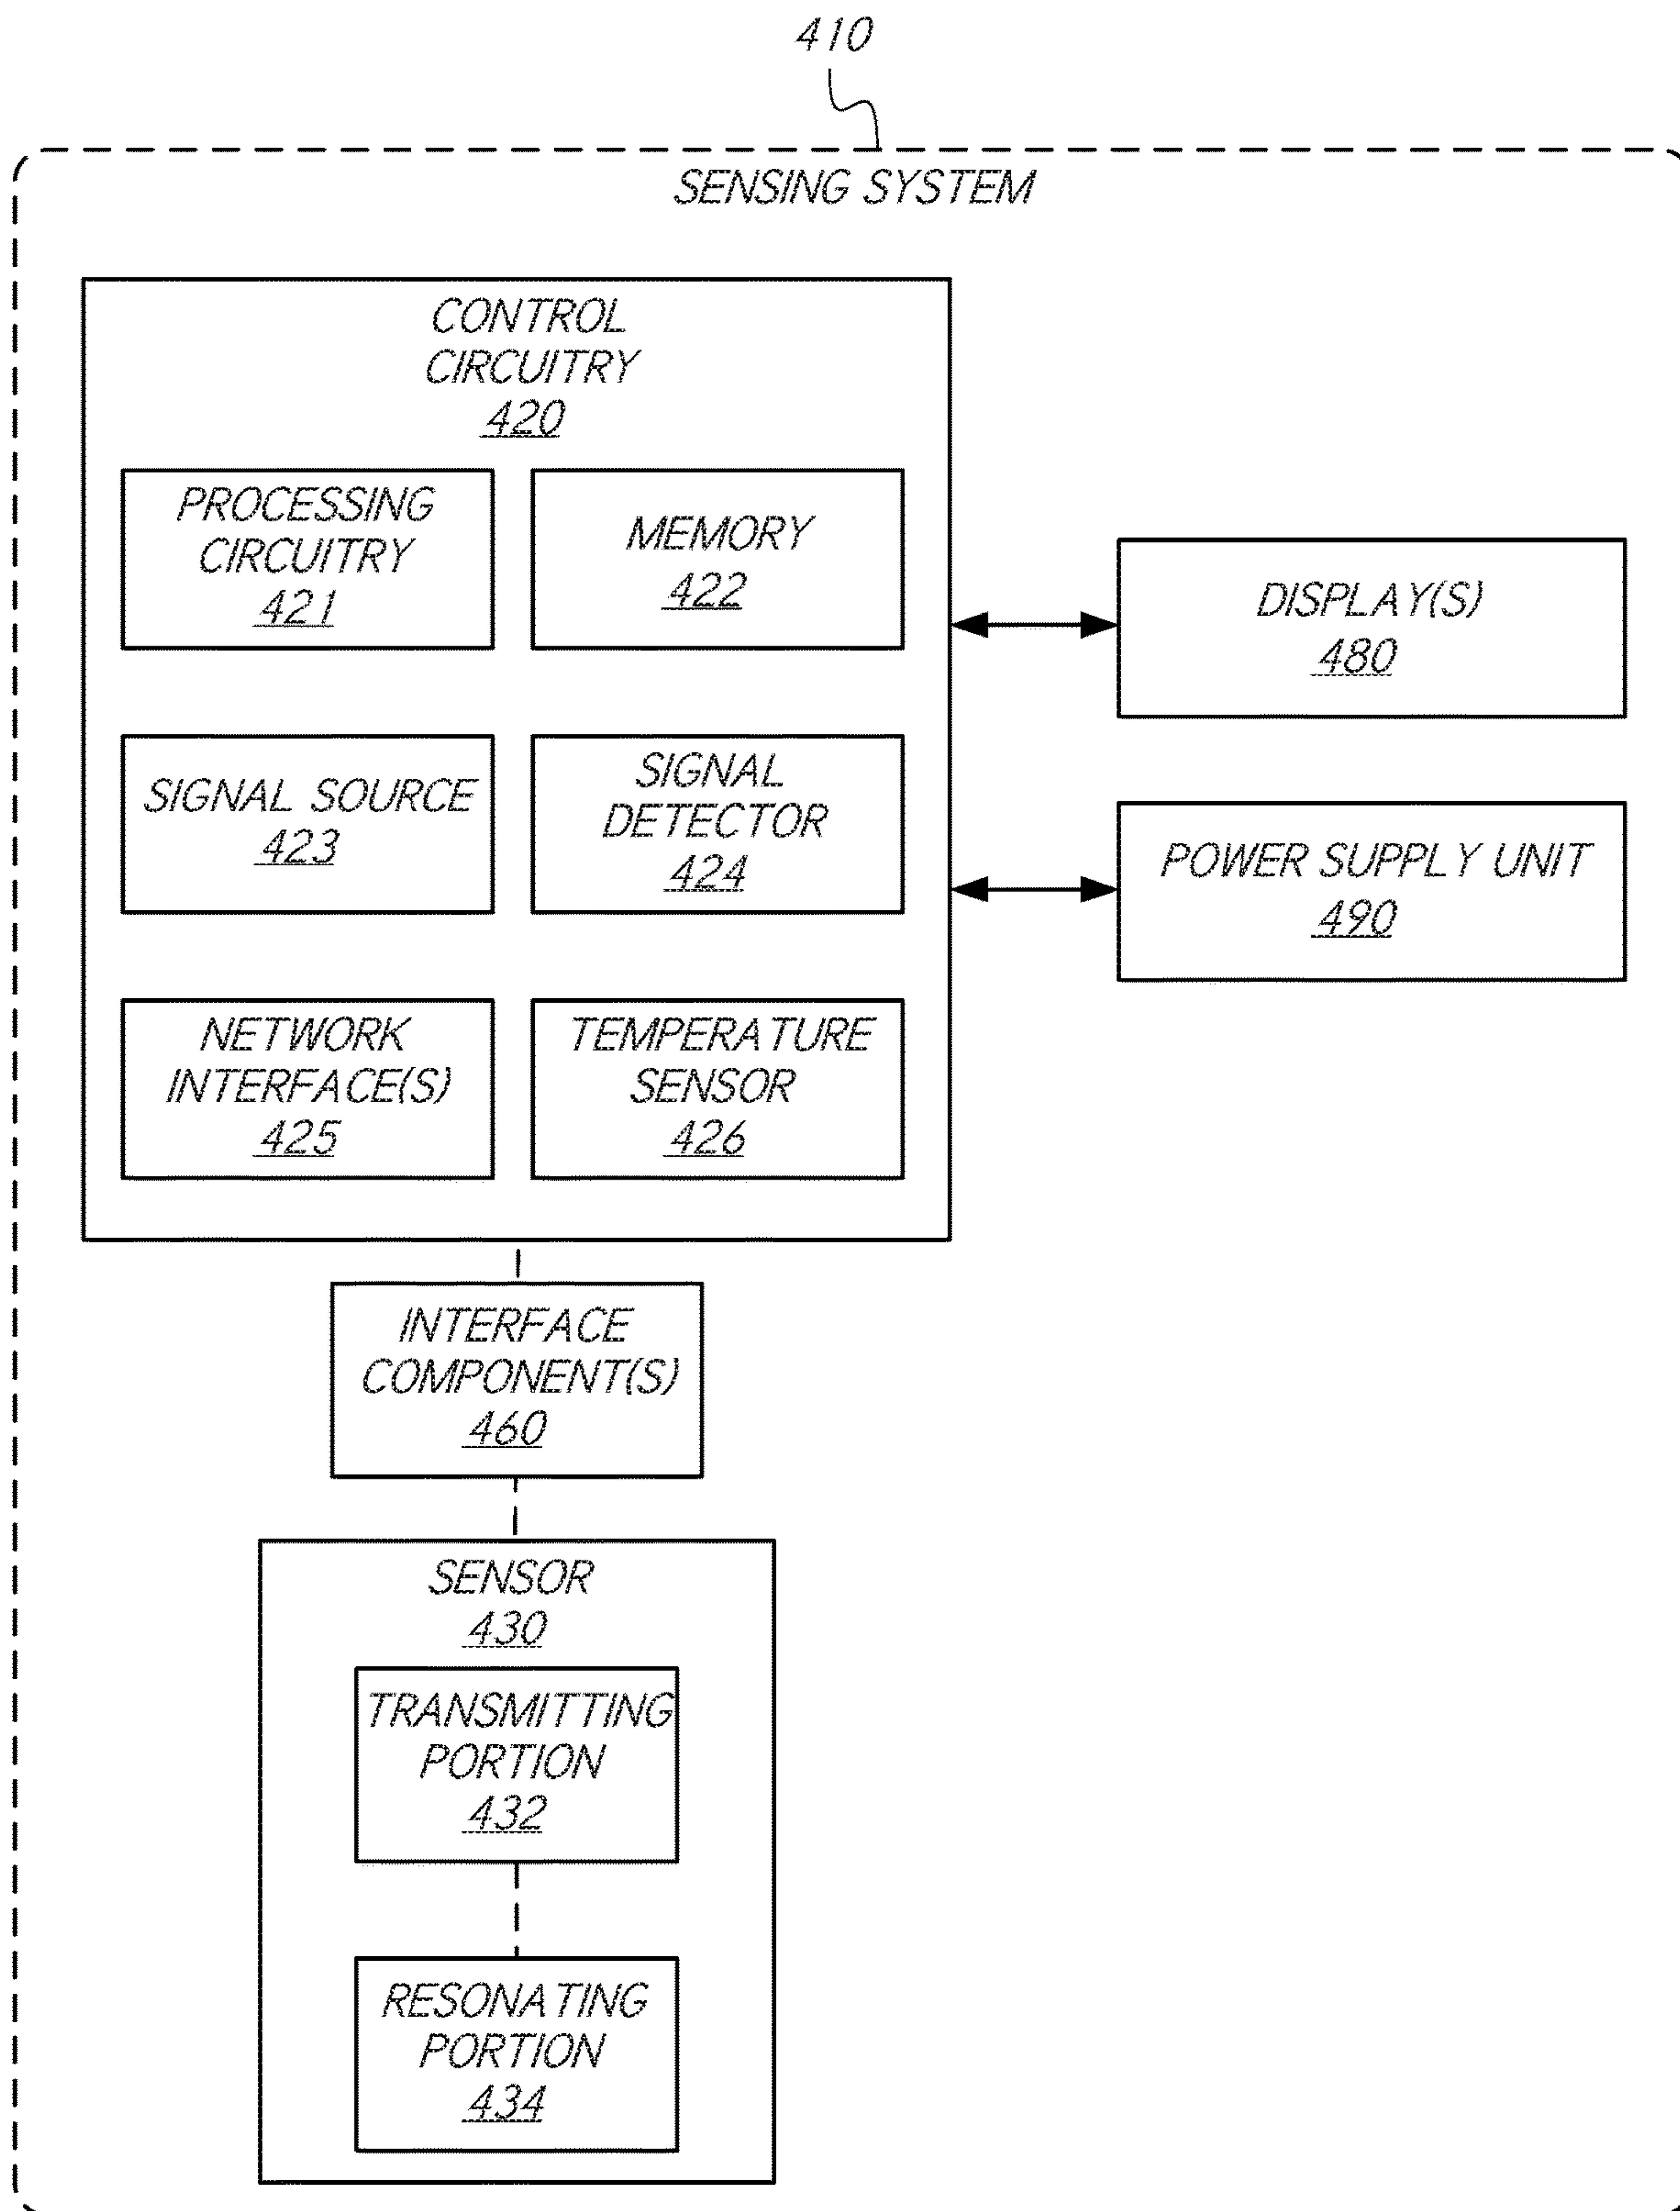 410
SENSING SYSTEM
CONTROL
CIRCUITRY
420
PROCESSING
CIRCUITRY
421
MEMORY
422
SIGNAL SOURCE
423
SIGNAL
DETECTOR
424
NETWORK
INTERFACE(S)
425
TEMPERATURE
SENSOR
426
DISPLAY(S)
480
POWER SUPPLY UNIT
490
INTERFACE
COMPONENT(S)
460
SENSOR
430
TRANSMITTING
PORTION
432
RESONATING
PORTION
434